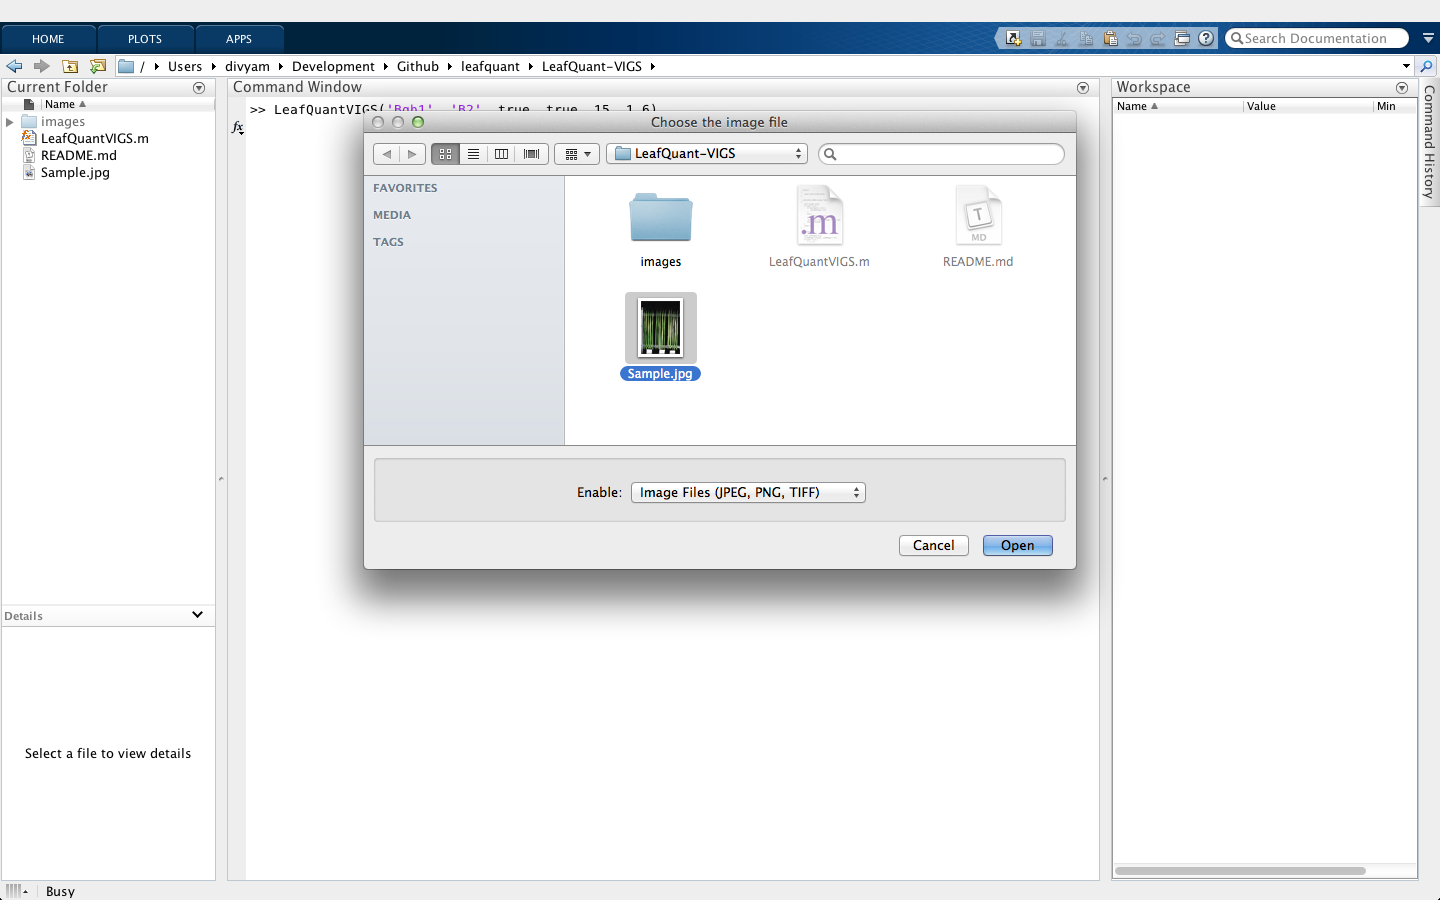 HOME PLOTS APPS Search Documentation
/ Users divyam Development Github leafquant LeafQuant-VIGS
Current Folder
Name
images
LeafQuantVIGS.m
README.md
Sample.jpg
Details
Select a file to view details
Busy
Command Window
>> LeafQuantVIGS('Bgb1', 'B2', true, true, 15, 1.6)
fx
Choose the image file
LeafQuant-VIGS
FAVORITES
MEDIA
TAGS
images
.m
LeafQuantVIGS.m
T
MD
README.md
Sample.jpg
Enable: Image Files (JPEG, PNG, TIFF)
Cancel Open
Workspace
Name Value Min
Command History